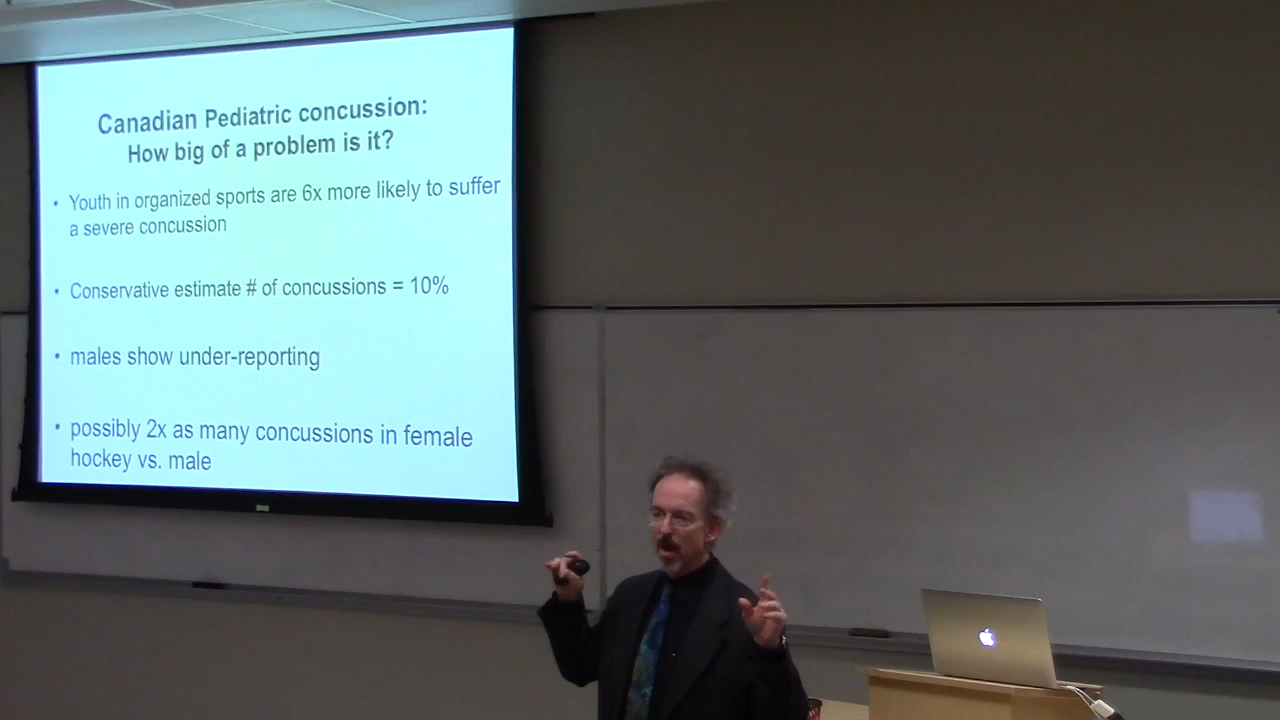 Canadian Pediatric concussion:
How big of a problem is it?
• Youth in organized sports are 6x more likely to suffer
a severe concussion
• Conservative estimate # of concussions = 10%
• males show under-reporting
• possibly 2x as many concussions in female
hockey vs. male